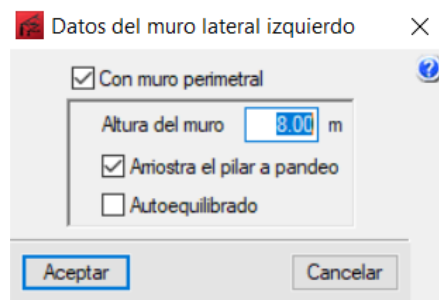 Datos del muro lateral izquierdo
Con muro perimetral
Altura del muro 8.00 m
Arriostra el pilar a pandeo
Autoequilibrado
Aceptar Cancelar